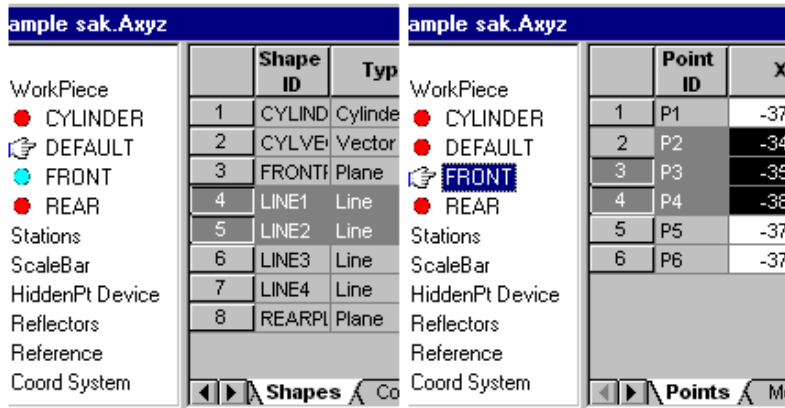 ample sak.Axyz
WorkPiece
CYLINDER
DEFAULT
FRONT
REAR
Stations
ScaleBar
HiddenPt Device
Reflectors
Reference
Coord System
Shape ID Typ
1 CYLIND Cylinde
2 CYLVE Vector
3 FRONTF Plane
4 LINE1 Line
5 LINE2 Line
6 LINE3 Line
7 LINE4 Line
8 REARPL Plane
Shapes Co
ample sak.Axyz
WorkPiece
CYLINDER
DEFAULT
FRONT
REAR
Stations
ScaleBar
HiddenPt Device
Reflectors
Reference
Coord System
Point ID X
1 P1 -37
2 P2 -34
3 P3 -35
4 P4 -38
5 P5 -37
6 P6 -37
Points M